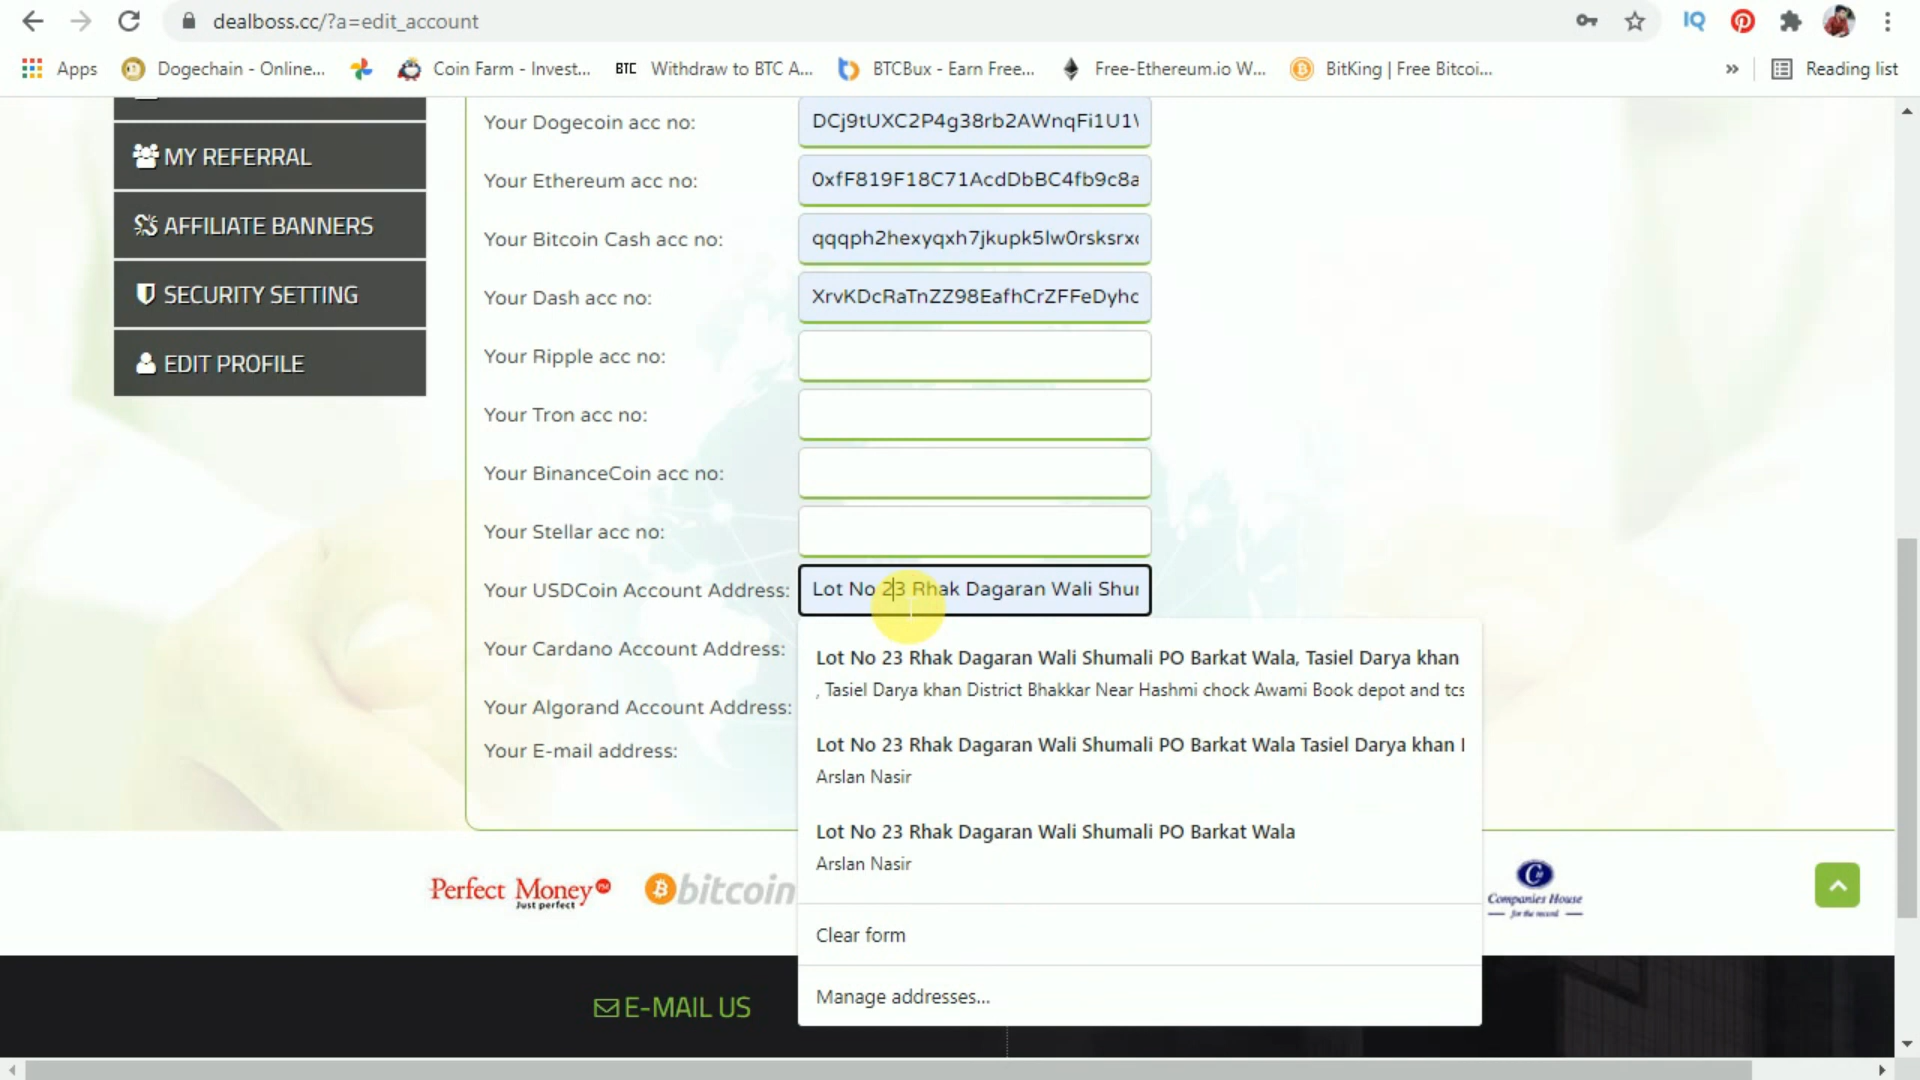 dealboss.cc/?a=edit_account
IQ
Apps
Dogechain - Online...
Coin Farm - Invest...
BTC
Withdraw to BTC A...
BTCBux - Earn Free...
Free-Ethereum.io W...
BitKing | Free Bitcoi...
»
Reading list
MY REFERRAL
AFFILIATE BANNERS
SECURITY SETTING
EDIT PROFILE
Your Dogecoin acc no:
DCj9tUXC2P4g38rb2AWnqFi1U1
Your Ethereum acc no:
0xfF819F18C71AcdDbBC4fb9c8a
Your Bitcoin Cash acc no:
qqqph2hexyqxh7jkupk5lw0rsksrx
Your Dash acc no:
XrvKDcRaTnZZ98EafhCrZFFeDyhc
Your Ripple acc no:
Your Tron acc no:
Your BinanceCoin acc no:
Your Stellar acc no:
Your USDCoin Account Address:
Lot No 23 Rhak Dagaran Wali Shu
Your Cardano Account Address:
Your Algorand Account Address:
Your E-mail address:
Lot No 23 Rhak Dagaran Wali Shumali PO Barkat Wala, Tasiel Darya khan
, Tasiel Darya khan District Bhakkar Near Hashmi chock Awami Book depot and tcs
Lot No 23 Rhak Dagaran Wali Shumali PO Barkat Wala Tasiel Darya khan
Arslan Nasir
Lot No 23 Rhak Dagaran Wali Shumali PO Barkat Wala
Arslan Nasir
Clear form
Manage addresses...
Perfect Money PM
Just perfect
bitcoin
Companies House
for the record
E-MAIL US